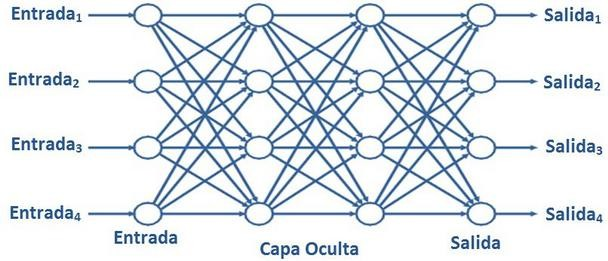 Entrada₁ Salida₁
Entrada₂ Salida₂
Entrada₃ Salida₃
Entrada₄ Salida₄
Entrada Capa Oculta Salida